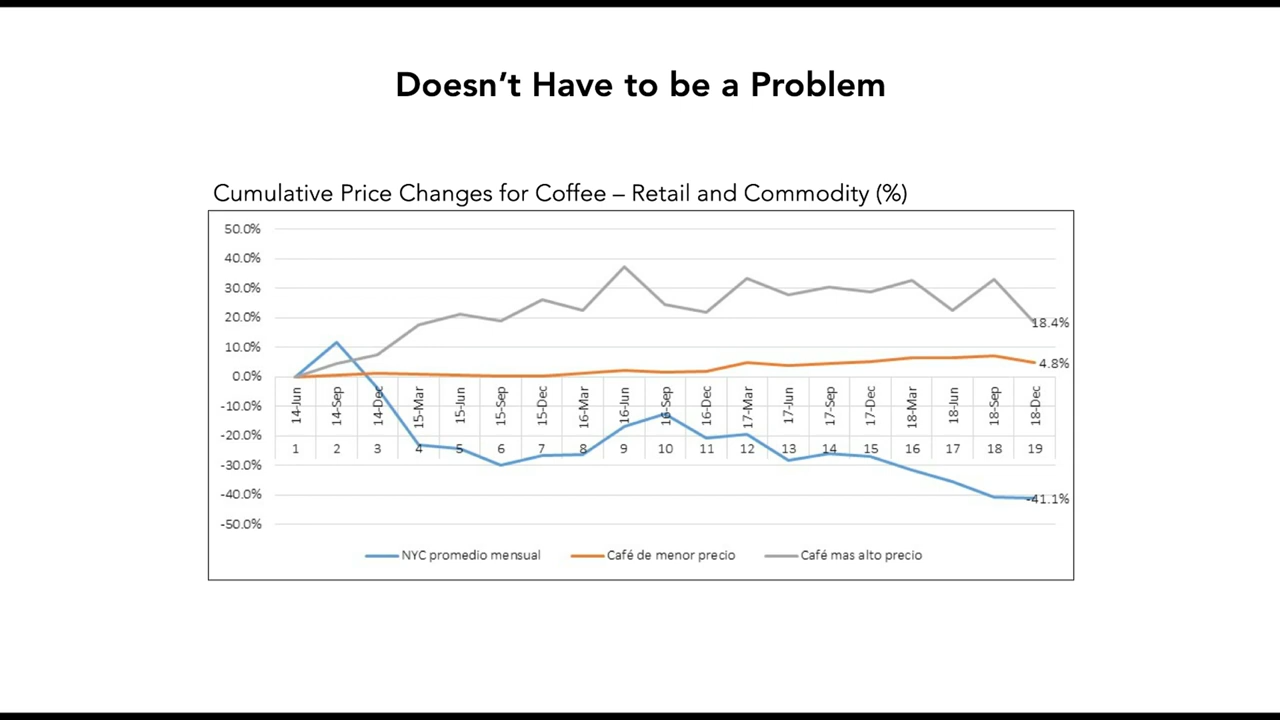 Doesn’t Have to be a Problem
Cumulative Price Changes for Coffee – Retail and Commodity (%)
50.0%
40.0%
30.0%
20.0%
10.0%
0.0%
-10.0%
-20.0%
-30.0%
-40.0%
-50.0%
18.4%
4.8%
-41.1%
14-Jun 14-Sep 14-Dec 15-Mar 15-Jun 15-Sep 15-Dec 16-Mar 16-Jun 16-Sep 16-Dec 17-Mar 17-Jun 17-Sep 17-Dec 18-Mar 18-Jun 18-Sep 18-Dec
1 2 3 4 5 6 7 8 9 10 11 12 13 14 15 16 17 18 19
NYC promedio mensual Café de menor precio Café mas alto precio